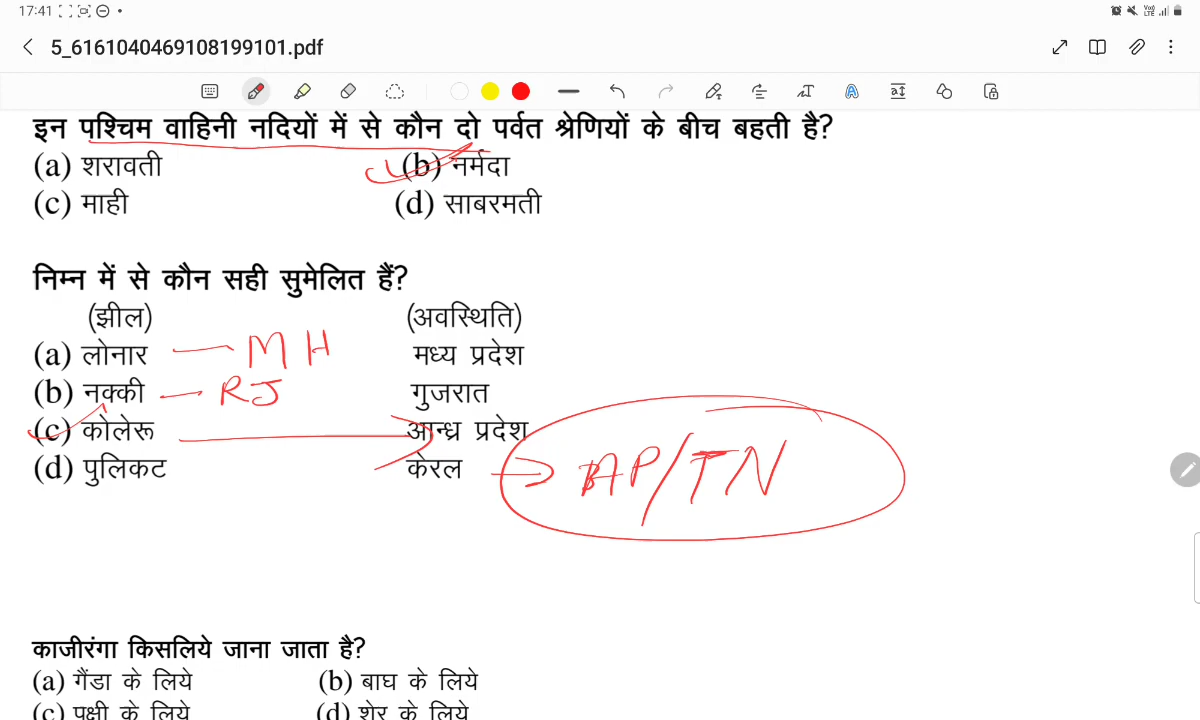 17:41
5_6161040469108199101.pdf
इन पश्चिम वाहिनी नदियों में से कौन दो पर्वत श्रेणियों के बीच बहती है?
(a) शरावती (b) नर्मदा
(c) माही (d) साबरमती
निम्न में से कौन सही सुमेलित हैं?
(झील) (अवस्थिति)
(a) लोनार — MH मध्य प्रदेश
(b) नक्की — RJ गुजरात
(c) कोलेरू आन्ध्र प्रदेश
(d) पुलिकट केरल → AP/TN
काजीरंगा किसलिये जाना जाता है?
(a) गैंडा के लिये (b) बाघ के लिये
(c) पक्षी के लिये (d) शेर के लिये